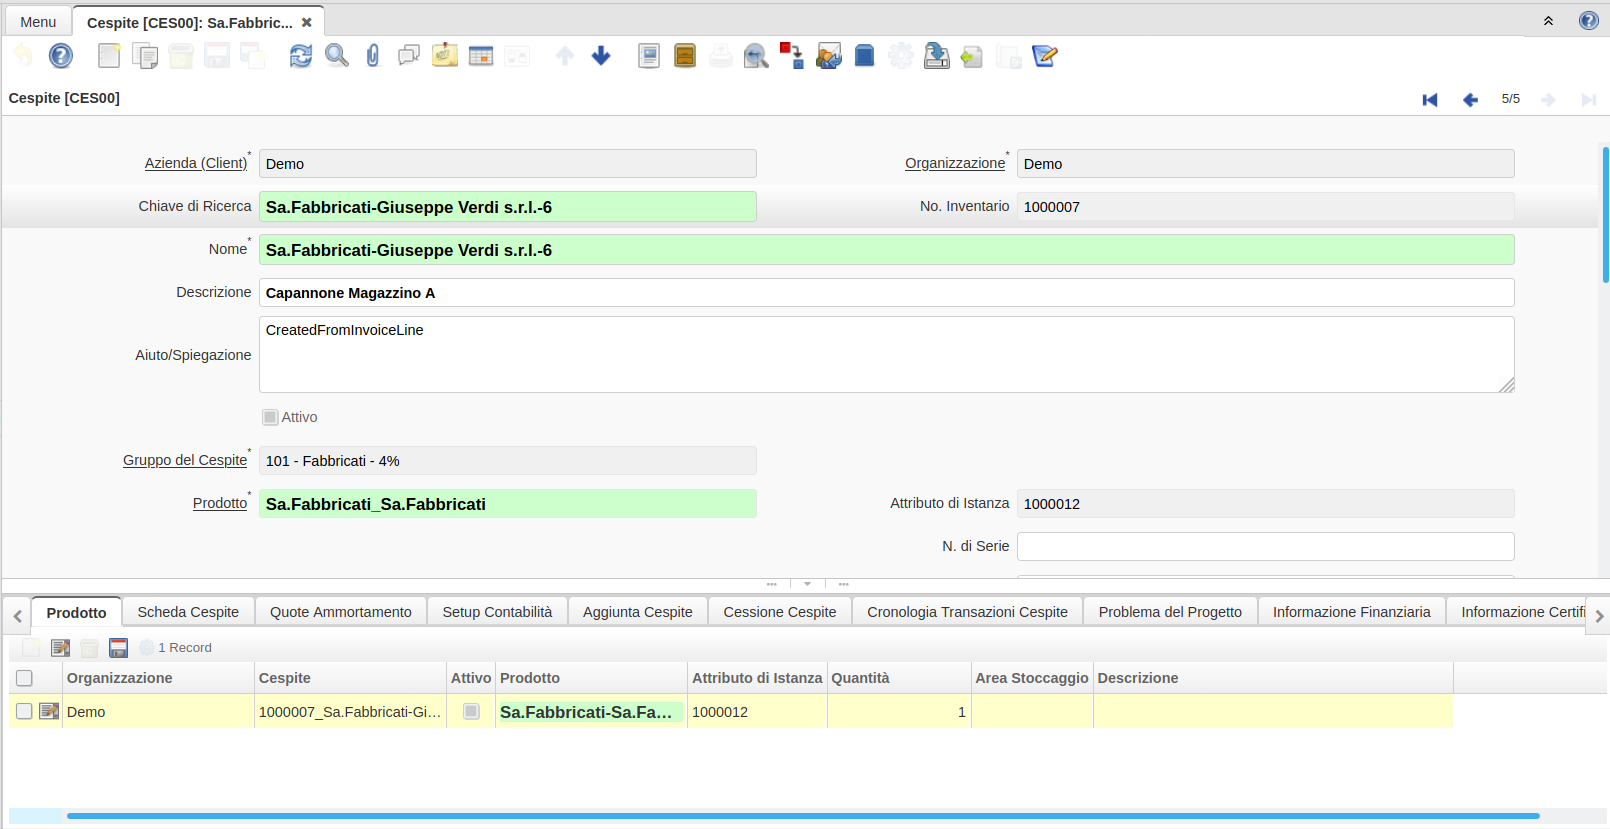 Menu
Cespite [CES00]: Sa.Fabbric...
Cespite [CES00]
5/5
Azienda (Client)* Demo
Organizzazione* Demo
Chiave di Ricerca Sa.Fabbricati-Giuseppe Verdi s.r.l.-6
No. Inventario 1000007
Nome* Sa.Fabbricati-Giuseppe Verdi s.r.l.-6
Descrizione Capannone Magazzino A
Aiuto/Spiegazione CreatedFromInvoiceLine
Attivo
Gruppo del Cespite* 101 - Fabbricati - 4%
Prodotto* Sa.Fabbricati_Sa.Fabbricati
Attributo di Istanza 1000012
N. di Serie
Prodotto Scheda Cespite Quote Ammortamento Setup Contabilità Aggiunta Cespite Cessione Cespite Cronologia Transazioni Cespite Problema del Progetto Informazione Finanziaria Informazione Certifi
1 Record
Organizzazione Cespite Attivo Prodotto Attributo di Istanza Quantità Area Stoccaggio Descrizione
Demo 1000007_Sa.Fabbricati-Gi... Sa.Fabbricati-Sa.Fa... 1000012 1